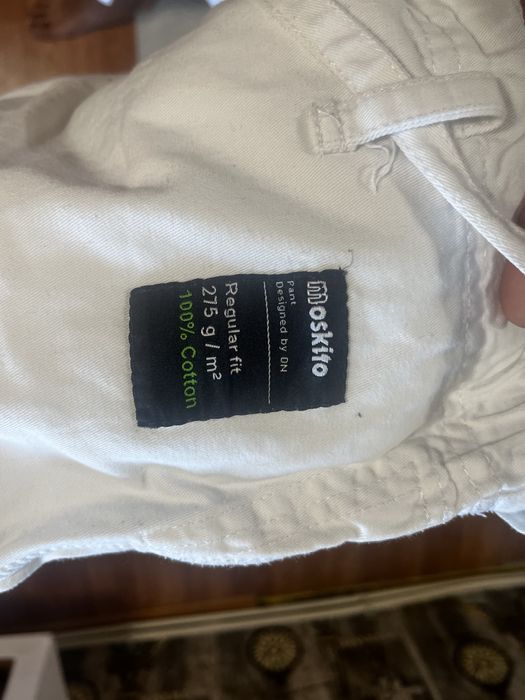 moskito
Pant
Designed by DN
Regular fit
275 g / m²
100% Cotton